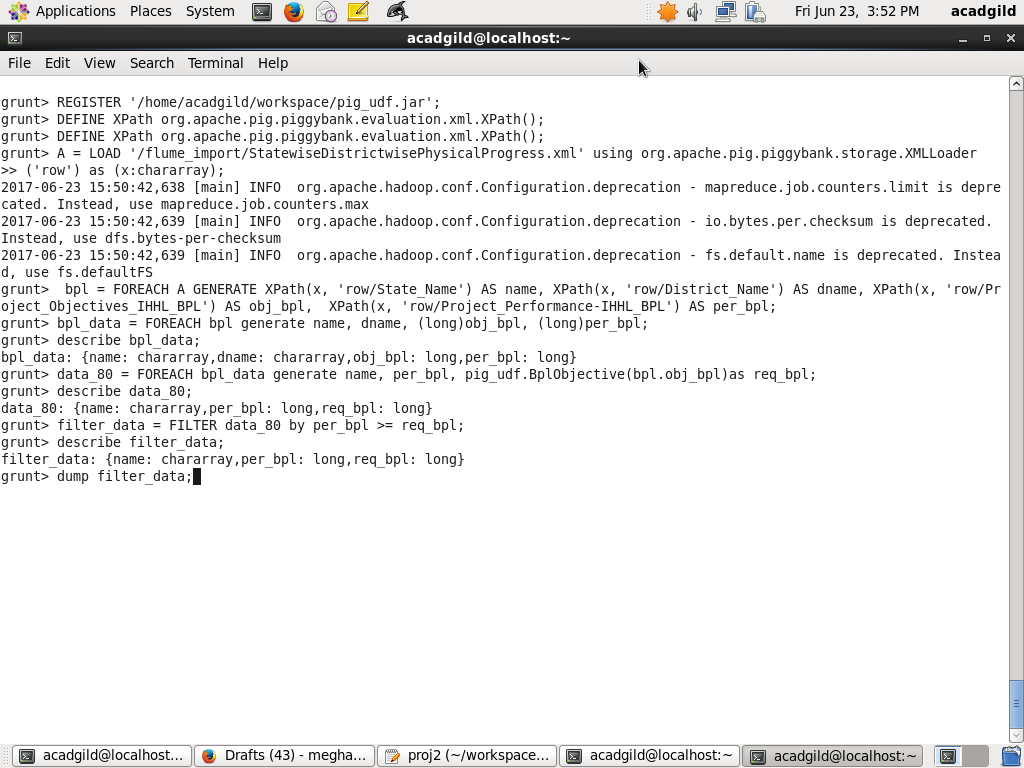 Applications Places System
Fri Jun 23, 3:52 PM acadgild
acadgild@localhost:~
File Edit View Search Terminal Help
grunt> REGISTER '/home/acadgild/workspace/pig_udf.jar';
grunt> DEFINE XPath org.apache.pig.piggybank.evaluation.xml.XPath();
grunt> DEFINE XPath org.apache.pig.piggybank.evaluation.xml.XPath();
grunt> A = LOAD '/flume_import/StatewiseDistrictwisePhysicalProgress.xml' using org.apache.pig.piggybank.storage.XMLLoader
>> ('row') as (x:chararray);
2017-06-23 15:50:42,638 [main] INFO  org.apache.hadoop.conf.Configuration.deprecation - mapreduce.job.counters.limit is depre
cated. Instead, use mapreduce.job.counters.max
2017-06-23 15:50:42,639 [main] INFO  org.apache.hadoop.conf.Configuration.deprecation - io.bytes.per.checksum is deprecated.
Instead, use dfs.bytes-per-checksum
2017-06-23 15:50:42,639 [main] INFO  org.apache.hadoop.conf.Configuration.deprecation - fs.default.name is deprecated. Instea
d, use fs.defaultFS
grunt>  bpl = FOREACH A GENERATE XPath(x, 'row/State_Name') AS name, XPath(x, 'row/District_Name') AS dname, XPath(x, 'row/Pr
oject_Objectives_IHHL_BPL') AS obj_bpl,  XPath(x, 'row/Project_Performance-IHHL_BPL') AS per_bpl;
grunt> bpl_data = FOREACH bpl generate name, dname, (long)obj_bpl, (long)per_bpl;
grunt> describe bpl_data;
bpl_data: {name: chararray,dname: chararray,obj_bpl: long,per_bpl: long}
grunt> data_80 = FOREACH bpl_data generate name, per_bpl, pig_udf.BplObjective(bpl.obj_bpl)as req_bpl;
grunt> describe data_80;
data_80: {name: chararray,per_bpl: long,req_bpl: long}
grunt> filter_data = FILTER data_80 by per_bpl >= req_bpl;
grunt> describe filter_data;
filter_data: {name: chararray,per_bpl: long,req_bpl: long}
grunt> dump filter_data;
acadgild@localhost... Drafts (43) - megha... proj2 (~/workspace... acadgild@localhost:~ acadgild@localhost:~